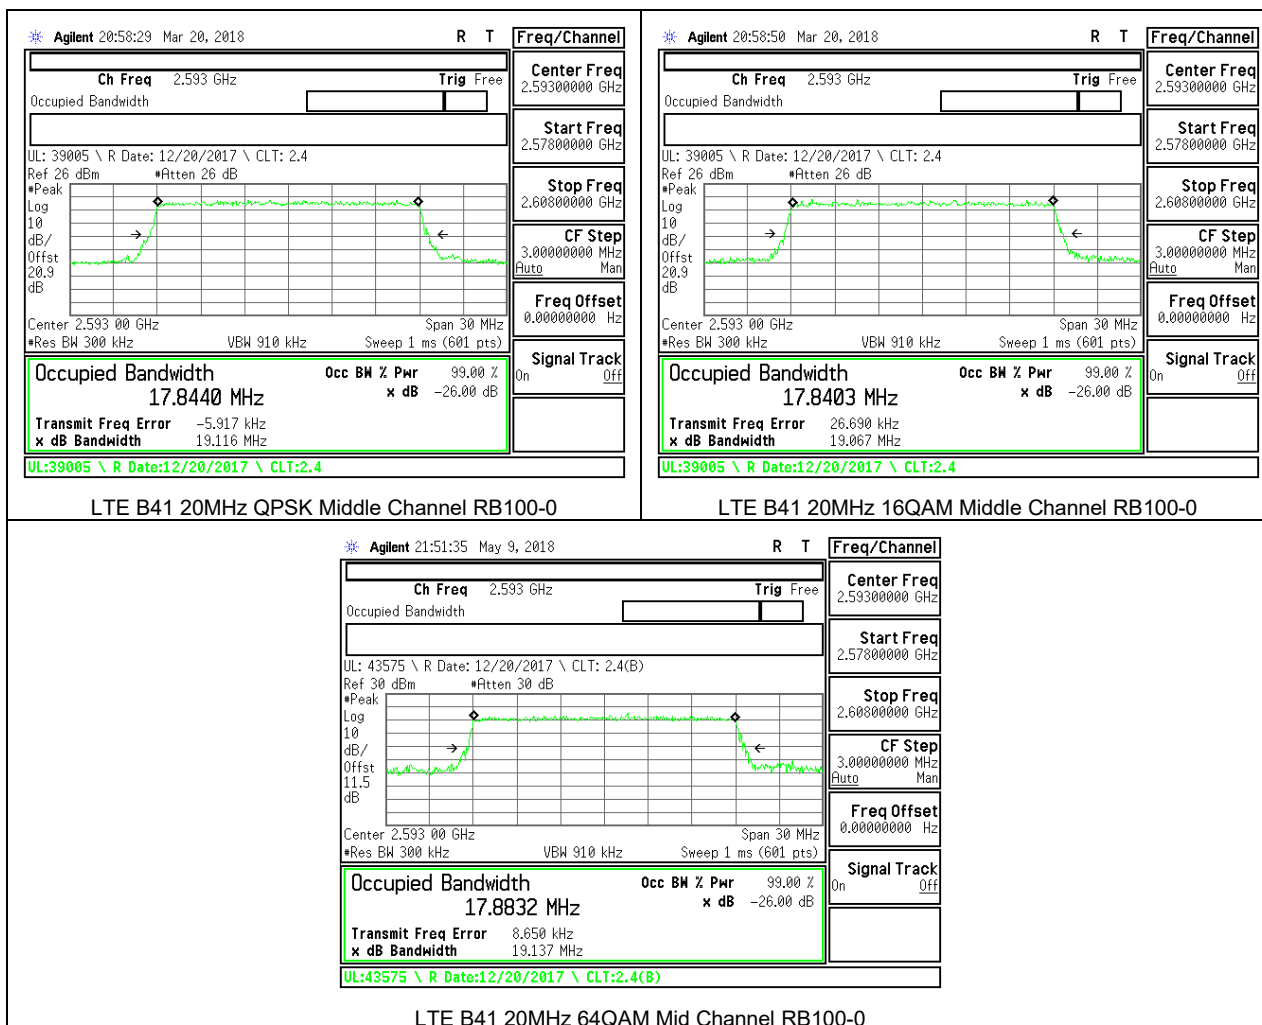 Agilent 20:58:29 Mar 20, 2018 R T
Freq/Channel
Ch Freq 2.593 GHz Trig Free
Occupied Bandwidth
Center Freq
2.59300000 GHz
Start Freq
2.57800000 GHz
UL: 39005 \ R Date: 12/20/2017 \ CLT: 2.4
Ref 26 dBm #Atten 26 dB
#Peak
Log
10
dB/
Offst
20.9
dB
Stop Freq
2.60800000 GHz
CF Step
3.00000000 MHz
Auto Man
Freq Offset
0.00000000 Hz
Center 2.593 00 GHz Span 30 MHz
#Res BW 300 kHz VBW 910 kHz Sweep 1 ms (601 pts)
Signal Track
On Off
Occupied Bandwidth Occ BW % Pwr 99.00 %
17.8440 MHz x dB -26.00 dB
Transmit Freq Error -5.917 kHz
x dB Bandwidth 19.116 MHz
UL:39005 \ R Date:12/20/2017 \ CLT:2.4
LTE B41 20MHz QPSK Middle Channel RB100-0
Agilent 20:58:50 Mar 20, 2018 R T
Freq/Channel
Ch Freq 2.593 GHz Trig Free
Occupied Bandwidth
Center Freq
2.59300000 GHz
Start Freq
2.57800000 GHz
UL: 39005 \ R Date: 12/20/2017 \ CLT: 2.4
Ref 26 dBm #Atten 26 dB
#Peak
Log
10
dB/
Offst
20.9
dB
Stop Freq
2.60800000 GHz
CF Step
3.00000000 MHz
Auto Man
Freq Offset
0.00000000 Hz
Center 2.593 00 GHz Span 30 MHz
#Res BW 300 kHz VBW 910 kHz Sweep 1 ms (601 pts)
Signal Track
On Off
Occupied Bandwidth Occ BW % Pwr 99.00 %
17.8403 MHz x dB -26.00 dB
Transmit Freq Error 26.690 kHz
x dB Bandwidth 19.067 MHz
UL:39005 \ R Date:12/20/2017 \ CLT:2.4
LTE B41 20MHz 16QAM Middle Channel RB100-0
Agilent 21:51:35 May 9, 2018 R T
Freq/Channel
Ch Freq 2.593 GHz Trig Free
Occupied Bandwidth
Center Freq
2.59300000 GHz
Start Freq
2.57800000 GHz
UL: 43575 \ R Date: 12/20/2017 \ CLT: 2.4(B)
Ref 30 dBm #Atten 30 dB
#Peak
Log
10
dB/
Offst
11.5
dB
Stop Freq
2.60800000 GHz
CF Step
3.00000000 MHz
Auto Man
Freq Offset
0.00000000 Hz
Center 2.593 00 GHz Span 30 MHz
#Res BW 300 kHz VBW 910 kHz Sweep 1 ms (601 pts)
Signal Track
On Off
Occupied Bandwidth Occ BW % Pwr 99.00 %
17.8832 MHz x dB -26.00 dB
Transmit Freq Error 8.650 kHz
x dB Bandwidth 19.137 MHz
UL:43575 \ R Date:12/20/2017 \ CLT:2.4(B)
LTE B41 20MHz 64QAM Mid Channel RB100-0